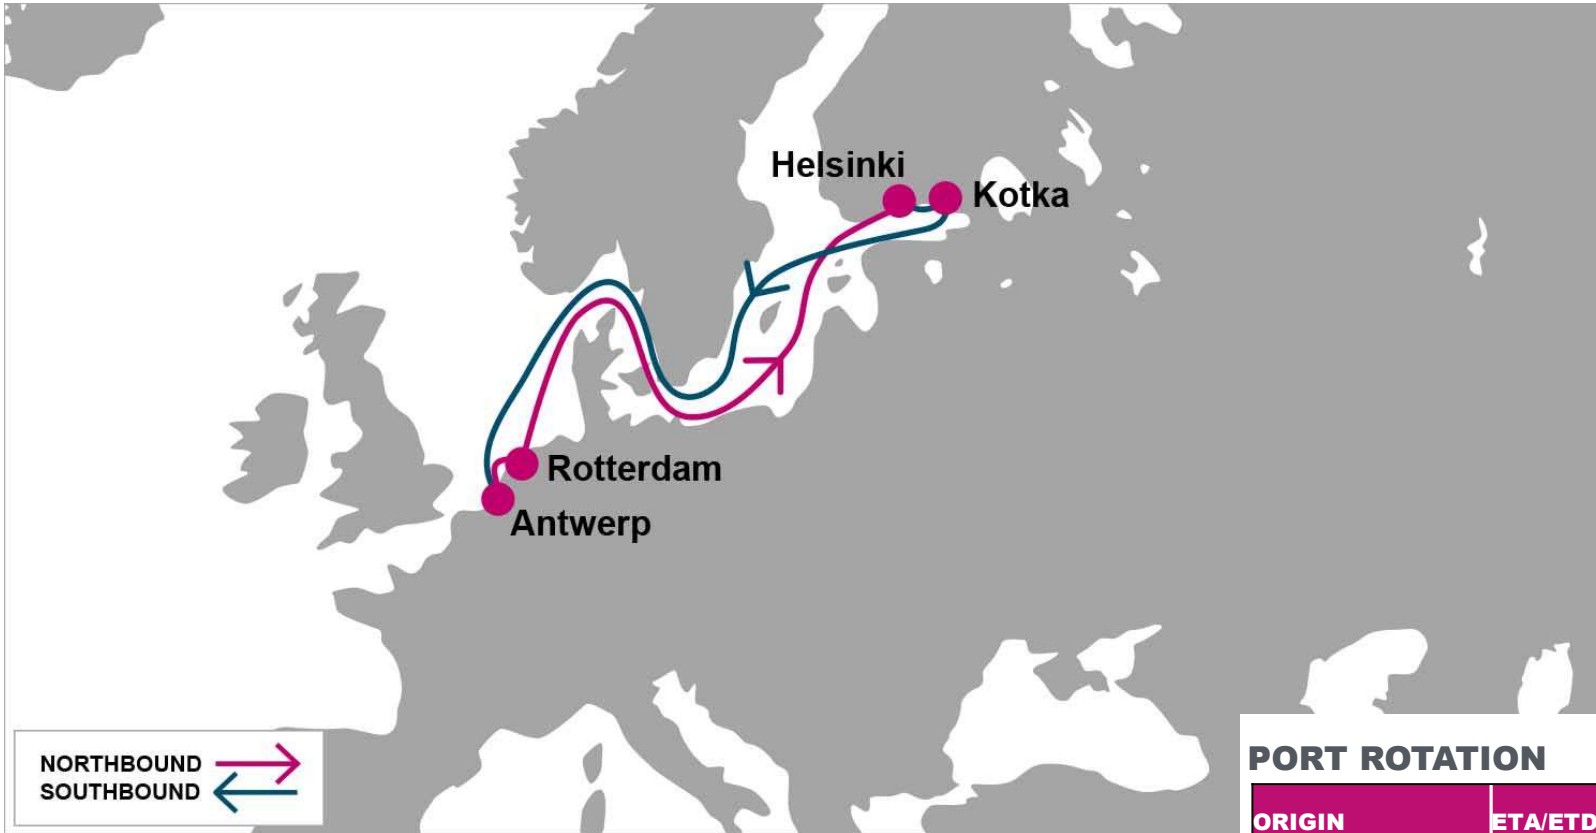 Helsinki
Kotka
Rotterdam
Antwerp
NORTHBOUND
SOUTHBOUND
PORT ROTATION
ORIGIN ETA/ETD